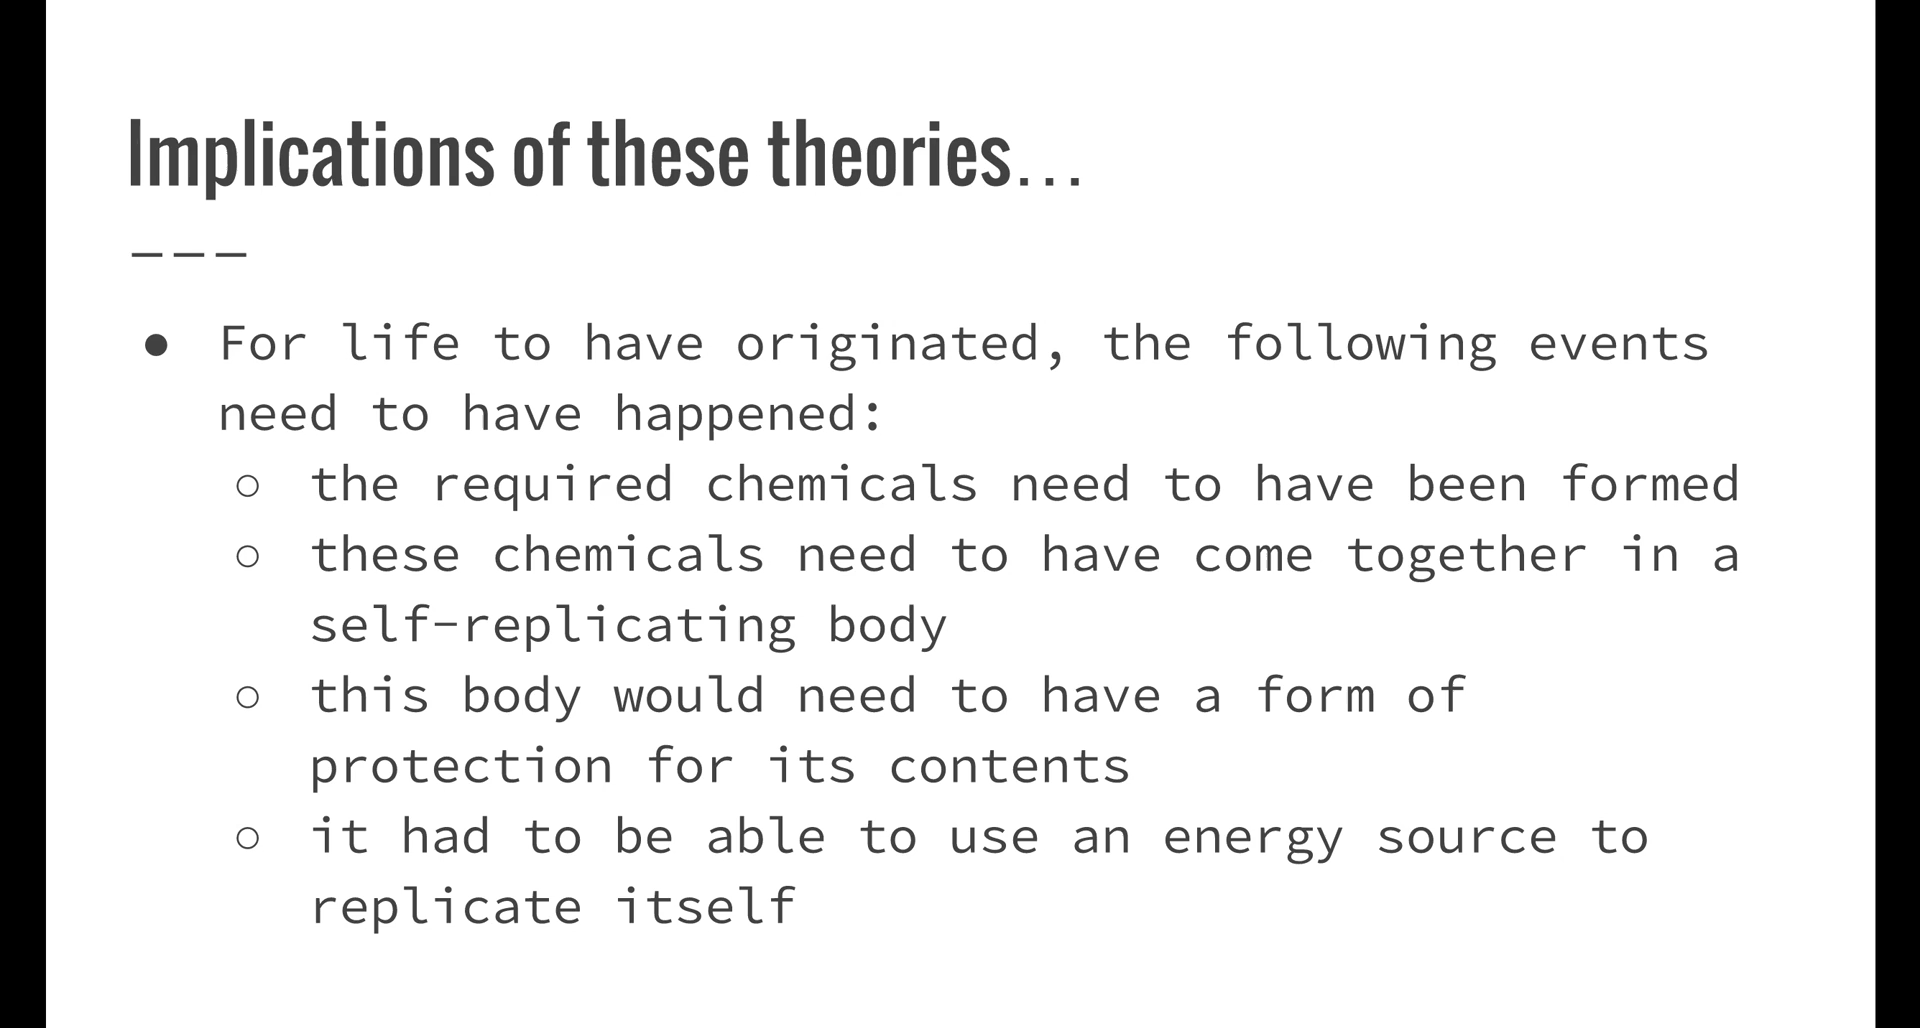 Implications of these theories...
___
● For life to have originated, the following events
need to have happened:
○ the required chemicals need to have been formed
○ these chemicals need to have come together in a
self-replicating body
○ this body would need to have a form of
protection for its contents
○ it had to be able to use an energy source to
replicate itself